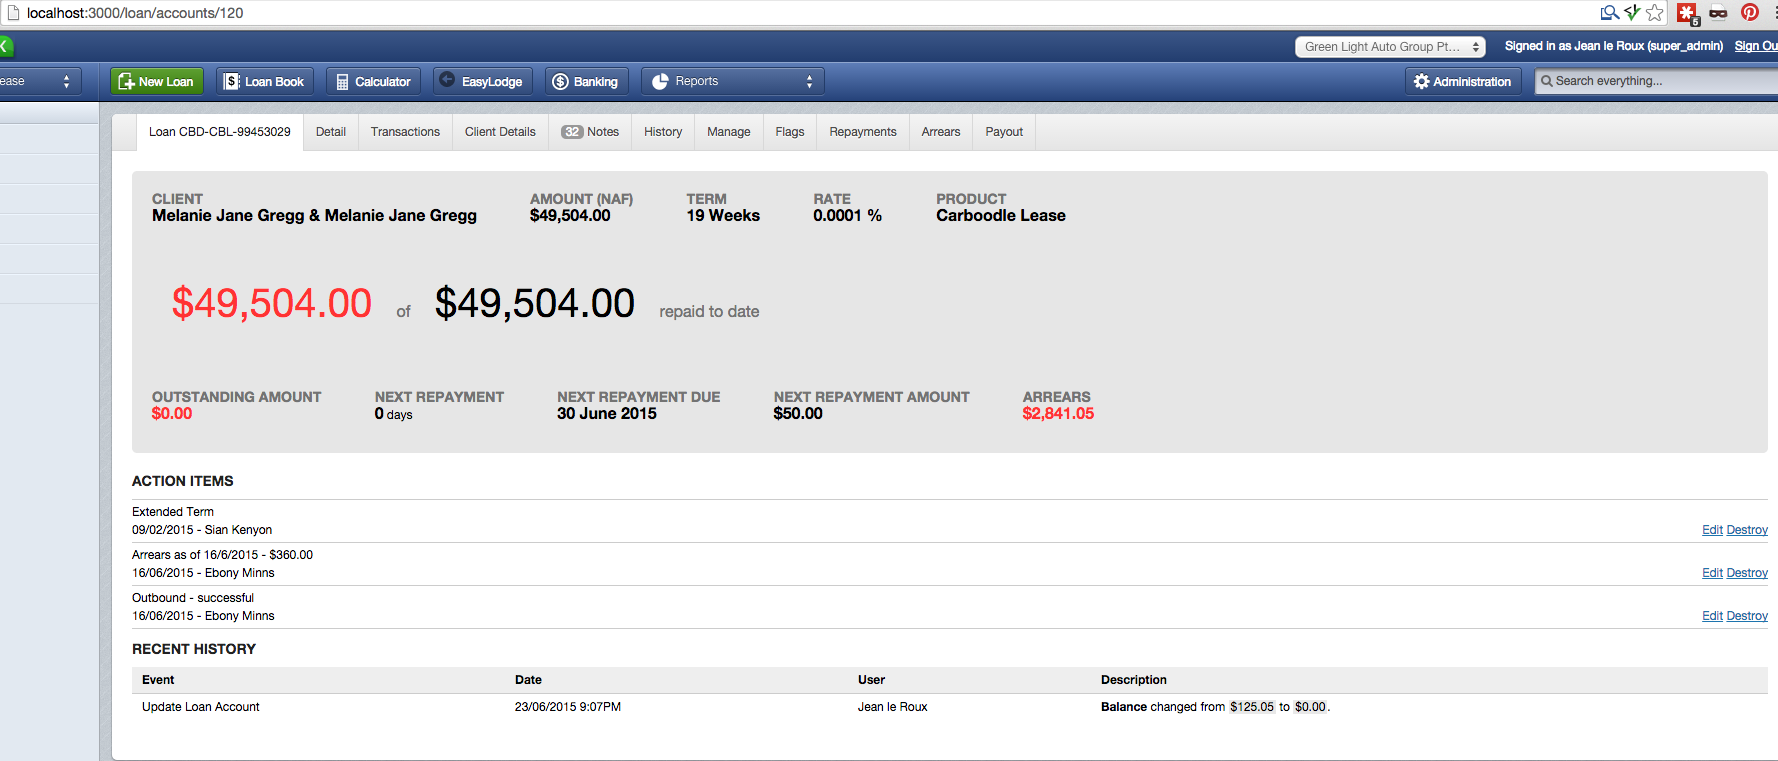 localhost:3000/loan/accounts/120
5
Green Light Auto Group Pt... Signed in as Jean le Roux (super_admin) Sign Ou
ease New Loan Loan Book Calculator EasyLodge Banking Reports Administration Search everything...
Loan CBD-CBL-99453029 Detail Transactions Client Details 32 Notes History Manage Flags Repayments Arrears Payout
CLIENT AMOUNT (NAF) TERM RATE PRODUCT
Melanie Jane Gregg & Melanie Jane Gregg $49,504.00 19 Weeks 0.0001 % Carboodle Lease
$49,504.00 of $49,504.00 repaid to date
OUTSTANDING AMOUNT NEXT REPAYMENT NEXT REPAYMENT DUE NEXT REPAYMENT AMOUNT ARREARS
$0.00 0 days 30 June 2015 $50.00 $2,841.05
ACTION ITEMS
Extended Term
09/02/2015 - Sian Kenyon Edit Destroy
Arrears as of 16/6/2015 - $360.00
16/06/2015 - Ebony Minns Edit Destroy
Outbound - successful
16/06/2015 - Ebony Minns Edit Destroy
RECENT HISTORY
Event Date User Description
Update Loan Account 23/06/2015 9:07PM Jean le Roux Balance changed from $125.05 to $0.00.